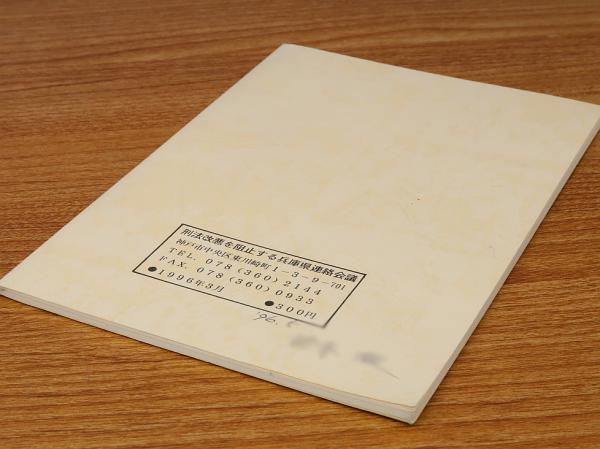 刑法改悪を阻止する兵庫県連絡会議
神戸市中央区東川崎町1-3-9-701
TEL. 078(360)2144
FAX. 078(360)0933
●1996年3月 ●300円
'96.